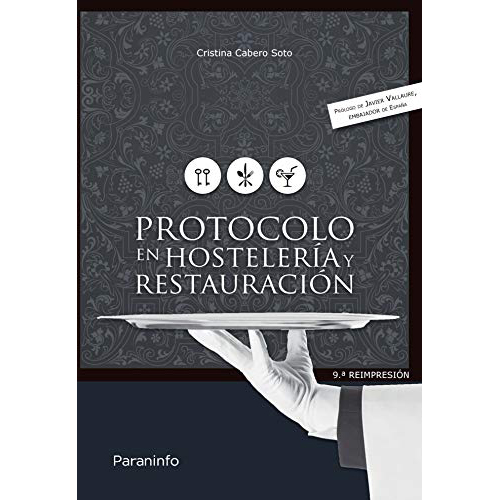 Cristina Cabero Soto
PRÓLOGO DE JAVIER VALLAURE,
EMBAJADOR DE ESPAÑA
PROTOCOLO
EN HOSTELERÍA Y
RESTAURACIÓN
9.ª REIMPRESIÓN
Paraninfo